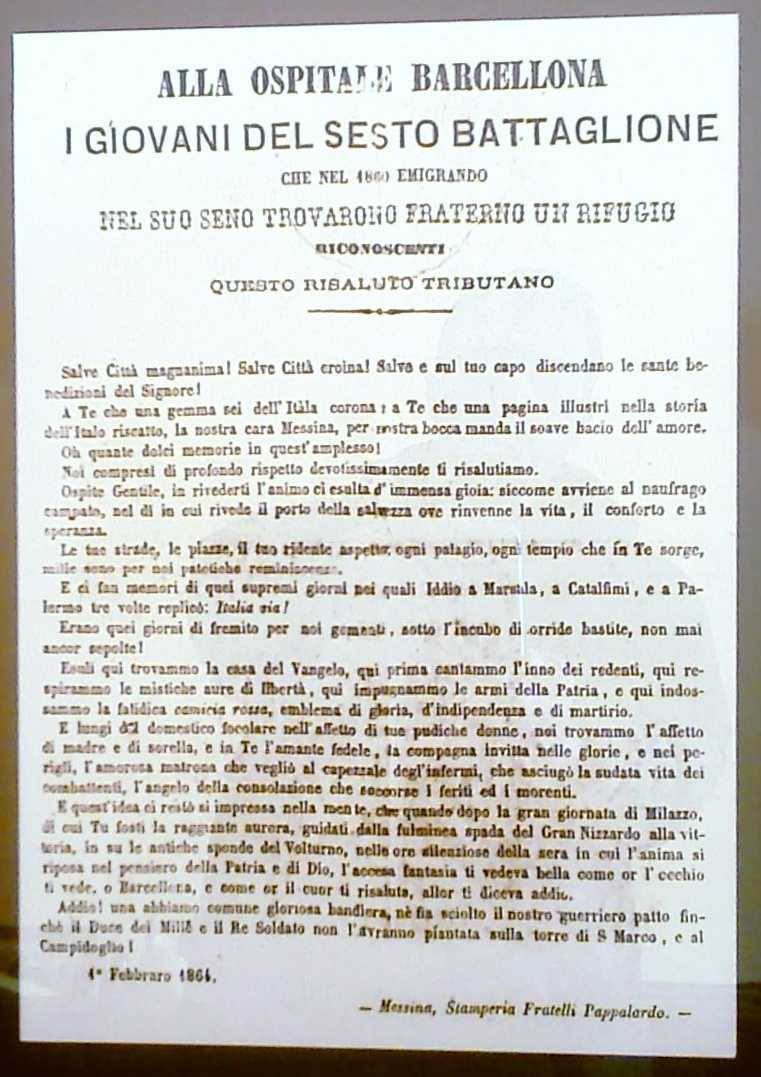 ALLA OSPITALE BARCELLONA
I GIOVANI DEL SESTO BATTAGLIONE
CHE NEL 1860 EMIGRANDO
NEL SUO SENO TROVARONO FRATERNO UN RIFUGIO
RICONOSCENTI
QUESTO RISALUTO TRIBUTANO
Salve Città magnanima! Salve Città eroina! Salve e sul tuo capo discendano le sante be-
nedizioni del Signore!
A Te che una gemma sei dell'Itala corona; a Te che una pagina illustri nella storia
dell'Italo riscatto, la nostra cara Messina, per nostra bocca manda il soave bacio dell'amore.
Oh quante dolci memorie in quest'amplesso!
Noi compresi di profondo rispetto devotissimamente ti risalutiamo.
Ospite Gentile, in rivederti l'animo ci esulta d'immensa gioia: siccome avviene al naufrago
campato, nel di in cui rivede il porto della salvezza ove rinvenne la vita, il conforto e la
speranza.
Le tue strade, le piazze, il tuo ridente aspetto, ogni palagio, ogni tempio che in Te sorge,
mille sono per noi patetiche reminiscenze.
E ci fan memori di quei supremi giorni nei quali Iddio a Marsala, a Catalfimi, e a Pa-
lermo tre volte replicò: Italia sia!
Erano quei giorni di fremito per noi gementi, sotto l'incubo di orride bastite, non mai
ancor sepolte!
Esuli qui trovammo la casa del Vangelo, qui prima cantammo l'inno dei redenti, qui re-
spirammo le mistiche aure di libertà, qui impugnammo le armi della Patria, e qui indos-
sammo la fatidica camicia rossa, emblema di gloria, d'indipendenza e di martirio.
E lungi dal domestico focolare nell'affetto di tue pudiche donne, noi trovammo l'affetto
di madre e di sorella, e in Te l'amante fedele, la compagna invitta nelle glorie, e nei pe-
rigli, l'amorosa matrona che vegliò al capezzale degl'infermi, che asciugò la sudata vita dei
combattenti, l'angelo della consolazione che soccorse i feriti ed i morenti.
E quest'idea ci restò si impressa nella mente, che quando dopo la gran giornata di Milazzo,
di cui Tu fosti la raggiante aurora, guidati dalla fulminea spada del Gran Nizzardo alla vit-
toria, in su le antiche sponde del Volturno, nelle ore silenziose della sera in cui l'anima si
riposa nel pensiero della Patria e di Dio, l'accesa fantasia ti vedeva bella come or l'occhio
ti vede, o Barcellona, e come or il cuor ti risaluta, allor ti diceva addio.
Addio! una abbiamo comune gloriosa bandiera, nè fia sciolto il nostro guerriero patto fin-
chè il Duce dei Mille e il Re Soldato non l'avranno piantata sulla torre di S Marco, e al
Campidoglio!
1° Febbraro 1861.
— Messina, Stamperia Fratelli Pappalardo. —